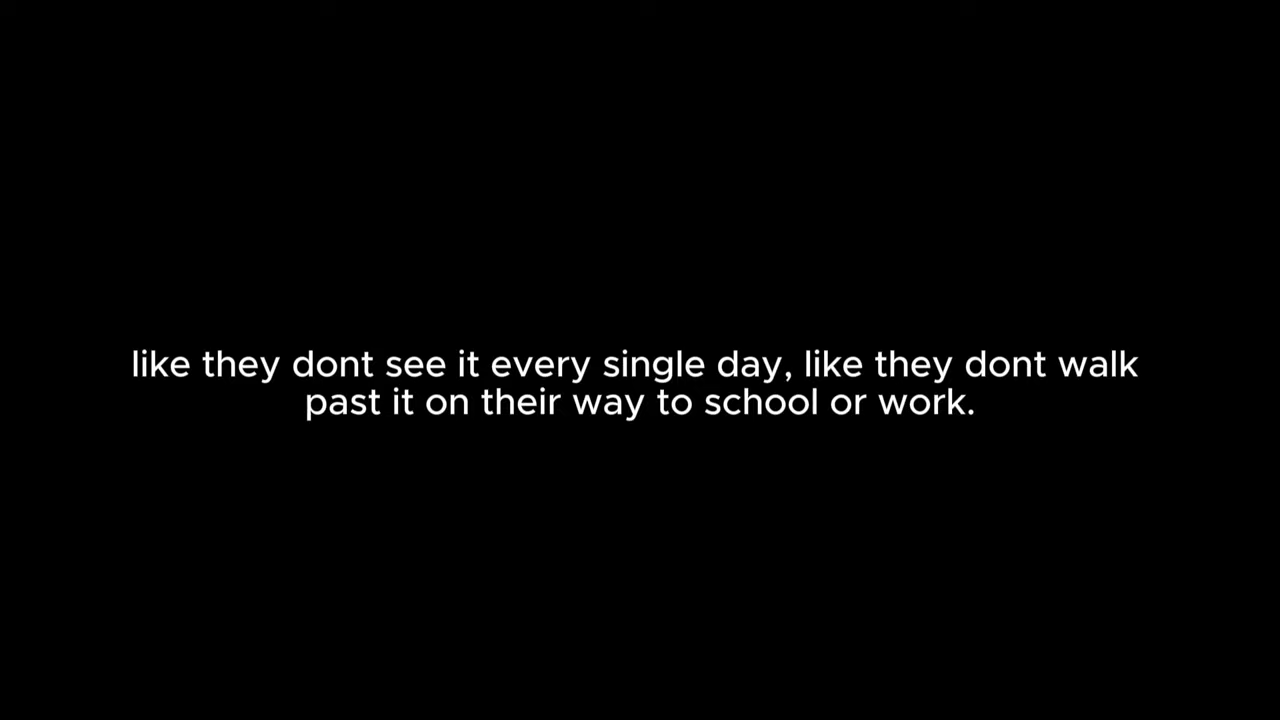 like they dont see it every single day, like they dont walk
past it on their way to school or work.